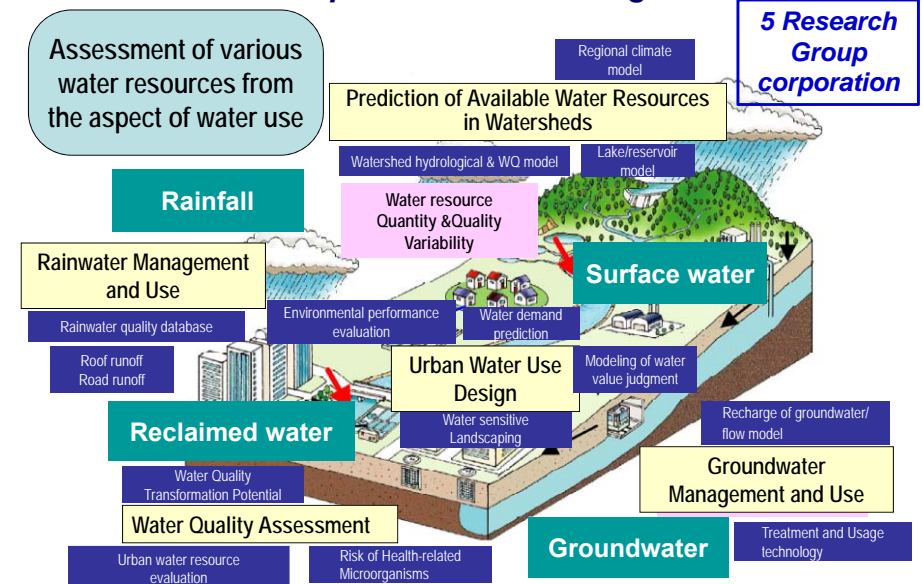 5 Research
Group
corporation
Assessment of various
water resources from
the aspect of water use
Regional climate
model
Prediction of Available Water Resources
in Watersheds
Watershed hydrological & WQ model
Lake/reservoir
model
Rainfall
Water resource
Quantity &Quality
Variability
Rainwater Management
and Use
Surface water
Rainwater quality database
Environmental performance
evaluation
Water demand
prediction
Roof runoff
Road runoff
Urban Water Use
Design
Modeling of water
value judgment
Reclaimed water
Water sensitive
Landscaping
Recharge of groundwater/
flow model
Water Quality
Transformation Potential
Groundwater
Management and Use
Water Quality Assessment
Urban water resource
evaluation
Risk of Health-related
Microorganisms
Groundwater
Treatment and Usage
technology